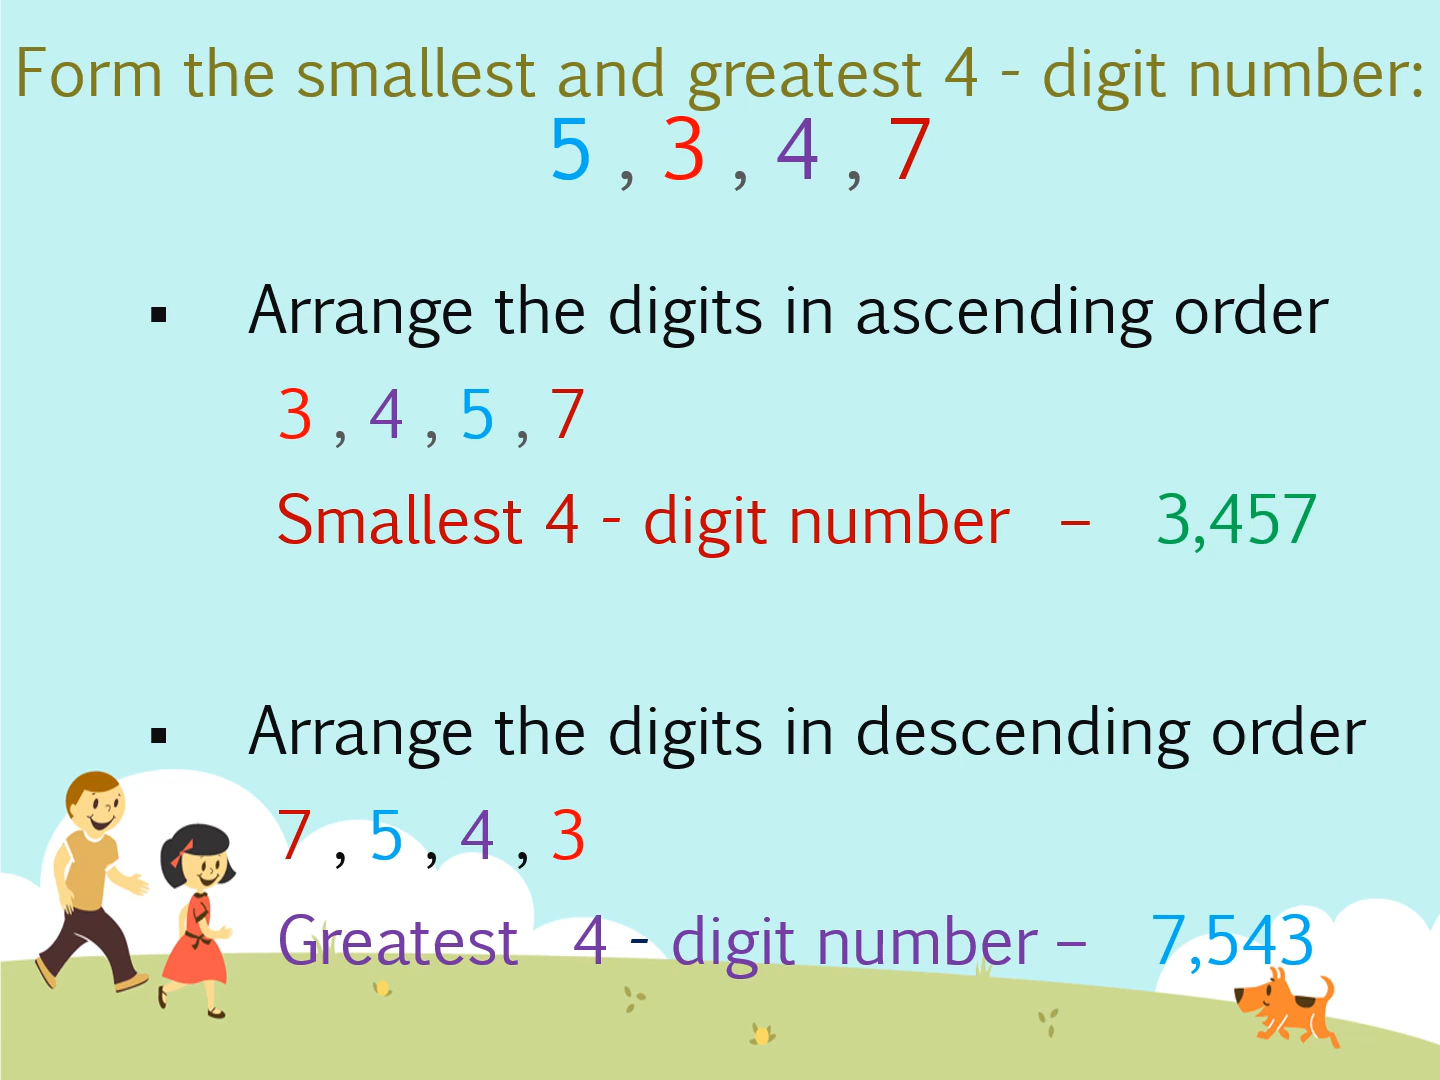 Form the smallest and greatest 4 - digit number:
5 , 3 , 4 , 7
▪ Arrange the digits in ascending order
3 , 4 , 5 , 7
Smallest 4 - digit number – 3,457
▪ Arrange the digits in descending order
7 , 5 , 4 , 3
Greatest 4 - digit number – 7,543